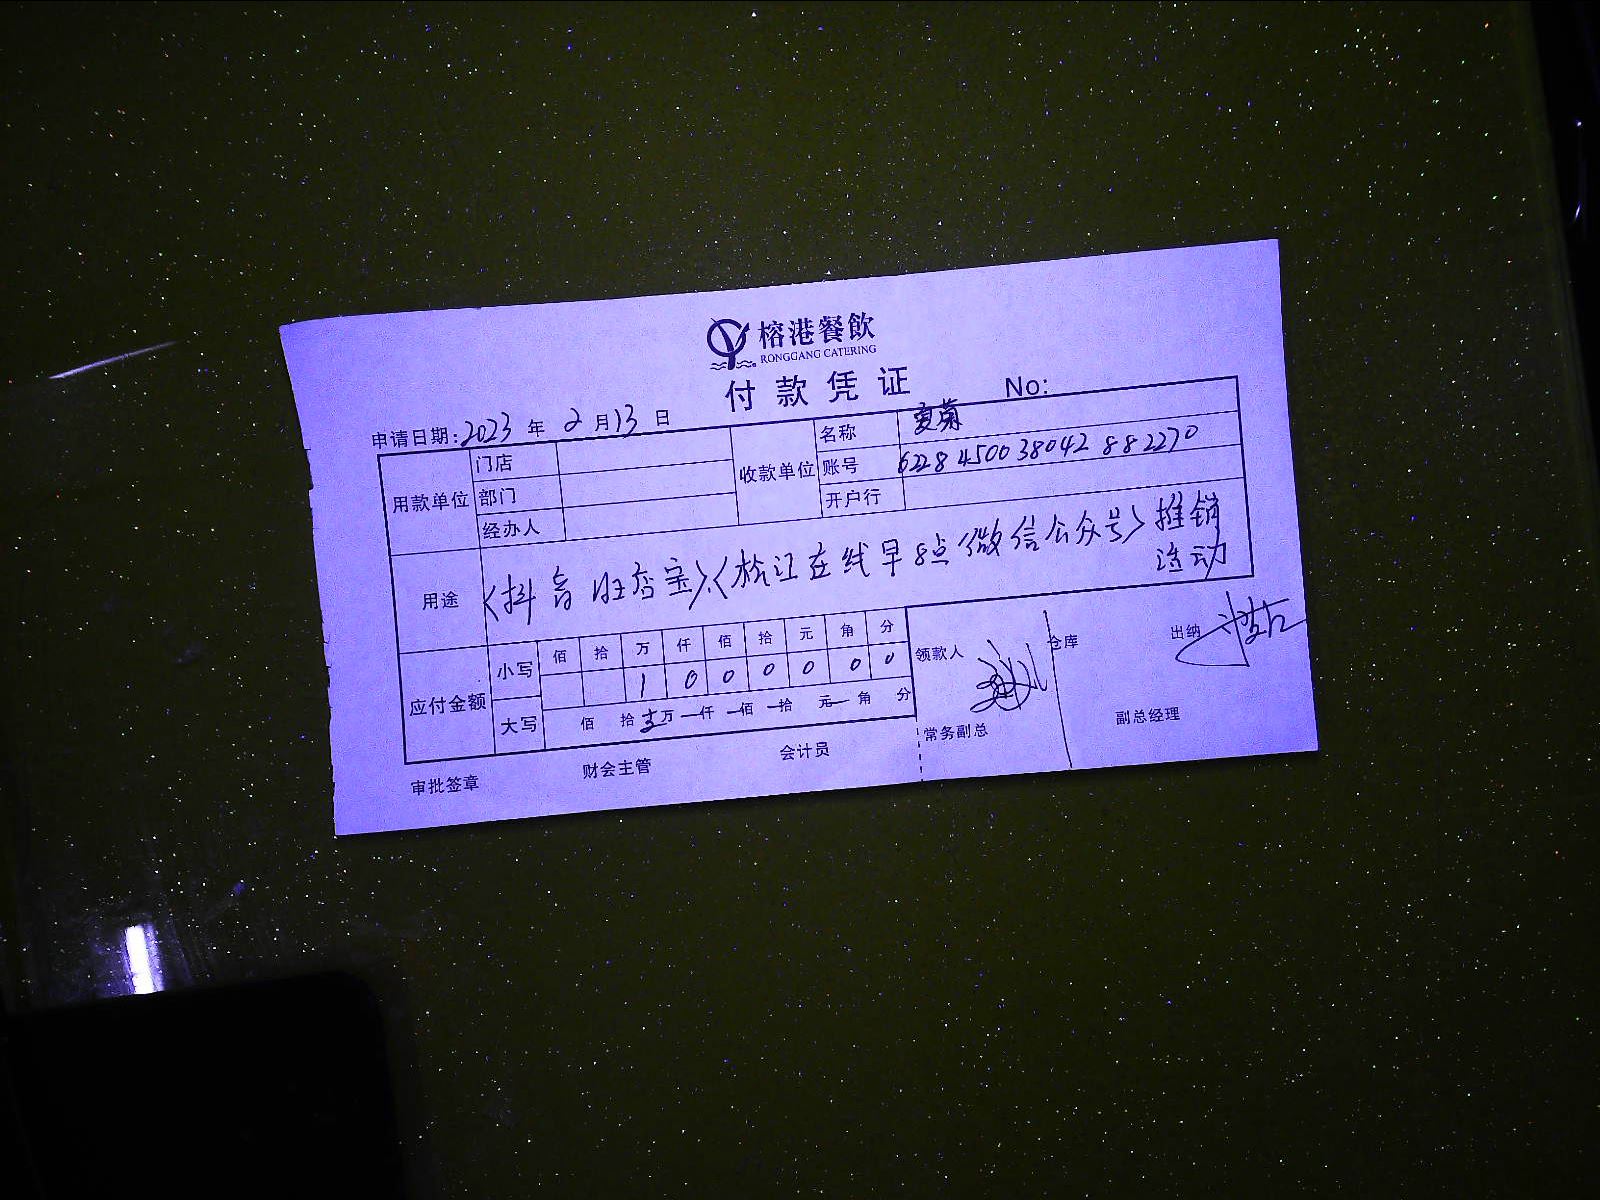 榕港餐飲
RONGGANG CATERING
付款凭证 No:
申请日期: 2023 年 2 月 13 日
用款单位 门店 收款单位 名称 夏菊
部门 账号 6228 4500 38042 882270
经办人 开户行
用途 《抖音旺店宝》、《松江在线早8点(微信公众号)》推销
活动
应付金额 小写 佰 拾 万 仟 佰 拾 元 角 分
1 0 0 0 0 0 0
大写 佰 拾 万 仟 佰 拾 元 角 分
领款人 仓库 出纳
常务副总 副总经理
审批签章 财会主管 会计员